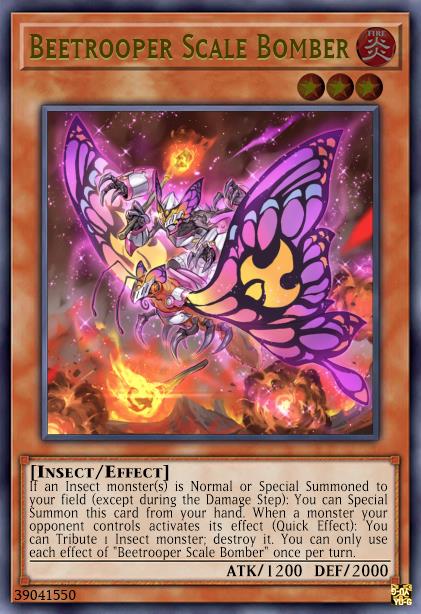 BEETROOPER SCALE BOMBER
FIRE
炎
[INSECT/EFFECT]
If an Insect monster(s) is Normal or Special Summoned to
your field (except during the Damage Step): You can Special
Summon this card from your hand. When a monster your
opponent controls activates its effect (Quick Effect): You
can Tribute 1 Insect monster; destroy it. You can only use
each effect of "Beetrooper Scale Bomber" once per turn.
ATK/1200 DEF/2000
39041550